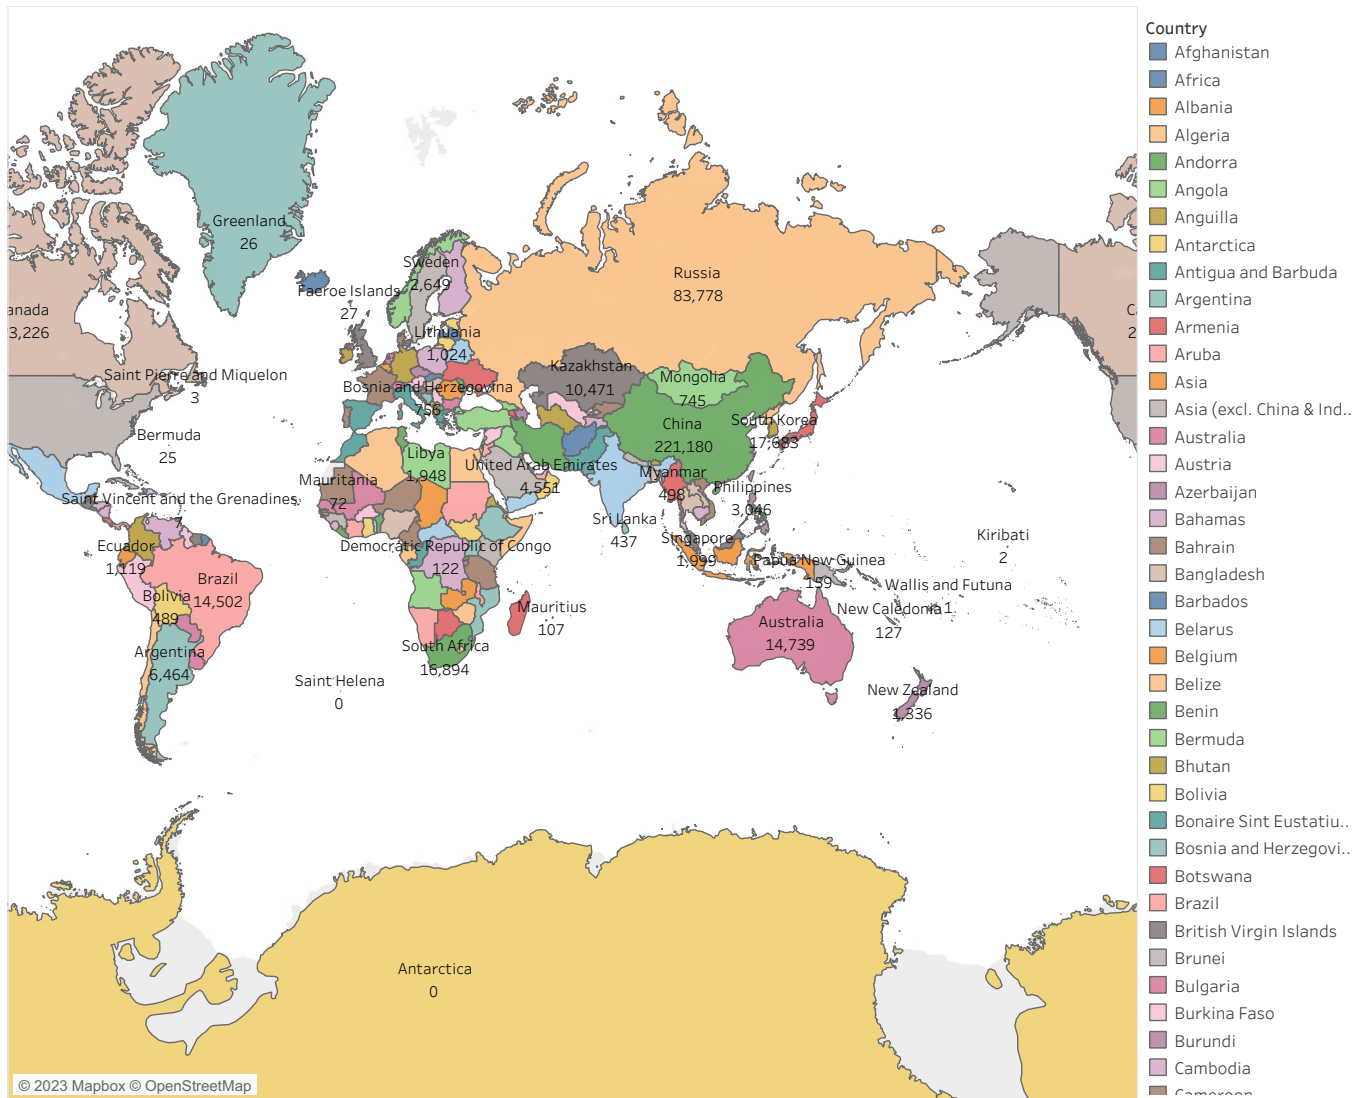 Greenland
26
Sweden
2,649
Faeroe Islands
27
Russia
83,778
anada
3,226
C
2
Lithuania
1,024
Kazakhstan
10,471
Mongolia
745
Saint Pierre and Miquelon
3
Bosnia and Herzegovina
756
China
221,180
South Korea
17,683
Bermuda
25
Libya
1,948
United Arab Emirates
4,551
Mauritania
72
Myanmar
498
Philippines
3,046
Saint Vincent and the Grenadines
7
Sri Lanka
437
Singapore
1,999
Kiribati
2
Ecuador
1,119
Democratic Republic of Congo
122
Papua New Guinea
159
Wallis and Futuna
1
Brazil
14,502
Bolivia
489
Mauritius
107
New Caledonia
127
Australia
14,739
Argentina
6,464
South Africa
16,894
Saint Helena
0
New Zealand
1,336
Antarctica
0
© 2023 Mapbox © OpenStreetMap
Country
Afghanistan
Africa
Albania
Algeria
Andorra
Angola
Anguilla
Antarctica
Antigua and Barbuda
Argentina
Armenia
Aruba
Asia
Asia (excl. China & Ind..
Australia
Austria
Azerbaijan
Bahamas
Bahrain
Bangladesh
Barbados
Belarus
Belgium
Belize
Benin
Bermuda
Bhutan
Bolivia
Bonaire Sint Eustatiu..
Bosnia and Herzegovi..
Botswana
Brazil
British Virgin Islands
Brunei
Bulgaria
Burkina Faso
Burundi
Cambodia
Cameroon